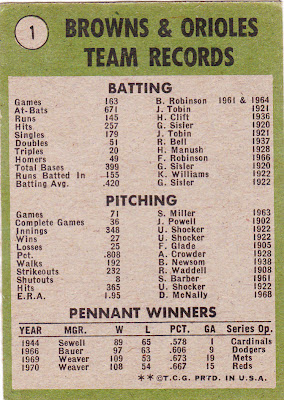 1
BROWNS & ORIOLES
TEAM RECORDS
BATTING
Games 163 B. Robinson 1961 & 1964
At-Bats 671 J. Tobin 1921
Runs 145 H. Clift 1936
Hits 257 G. Sisler 1920
Singles 179 J. Tobin 1921
Doubles 51 R. Bell 1937
Triples 20 H. Manush 1928
Homers 49 F. Robinson 1966
Total Bases 399 G. Sisler 1920
Runs Batted In 155 K. Williams 1922
Batting Avg. .420 G. Sisler 1922
PITCHING
Games 71 S. Miller 1963
Complete Games 36 J. Powell 1902
Innings 348 U. Shocker 1922
Wins 27 U. Shocker 1922
Losses 25 F. Glade 1905
Pct. .808 A. Crowder 1928
Walks 192 B. Newsom 1938
Strikeouts 232 R. Waddell 1908
Shutouts 8 S. Barber 1961
Hits 365 U. Shocker 1922
E.R.A. 1.95 D. McNally 1968
PENNANT WINNERS
YEAR MGR. W L PCT. GA Series Op.
1944 Sewell 89 65 .578 1 Cardinals
1966 Bauer 97 63 .606 9 Dodgers
1969 Weaver 109 53 .673 19 Mets
1970 Weaver 108 54 .667 15 Reds
**©T.C.G. PRTD. IN U.S.A.